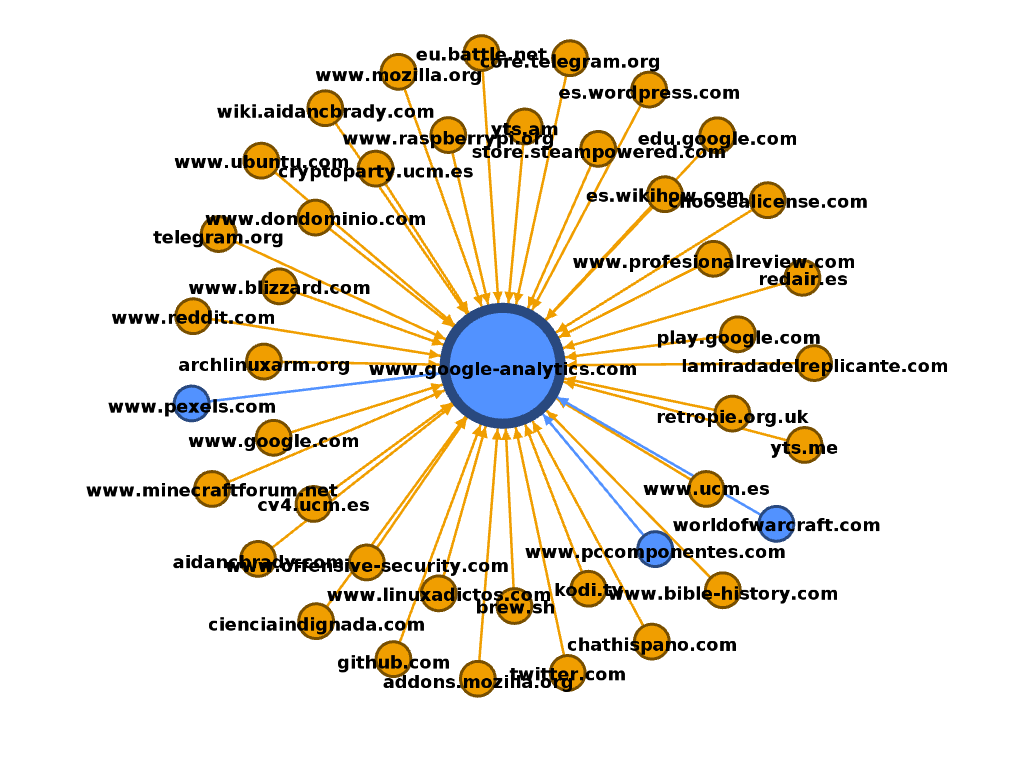 eu.battle.net
core.telegram.org
www.mozilla.org
es.wordpress.com
wiki.aidancbrady.com
yts.am
www.raspberrypi.org
edu.google.com
store.steampowered.com
www.ubuntu.com
cryptoparty.ucm.es
es.wikihow.com
choosealicense.com
www.dondominio.com
telegram.org
www.profesionalreview.com
redair.es
www.blizzard.com
www.reddit.com
play.google.com
archlinuxarm.org
lamiradadelreplicante.com
www.google-analytics.com
www.pexels.com
retropie.org.uk
www.google.com
yts.me
www.minecraftforum.net
www.ucm.es
cv4.ucm.es
worldofwarcraft.com
www.pccomponentes.com
aidancbrady.com
www.offensive-security.com
kodi.tv
www.linuxadictos.com
www.bible-history.com
brew.sh
cienciaindignada.com
chathispano.com
github.com
twitter.com
addons.mozilla.org